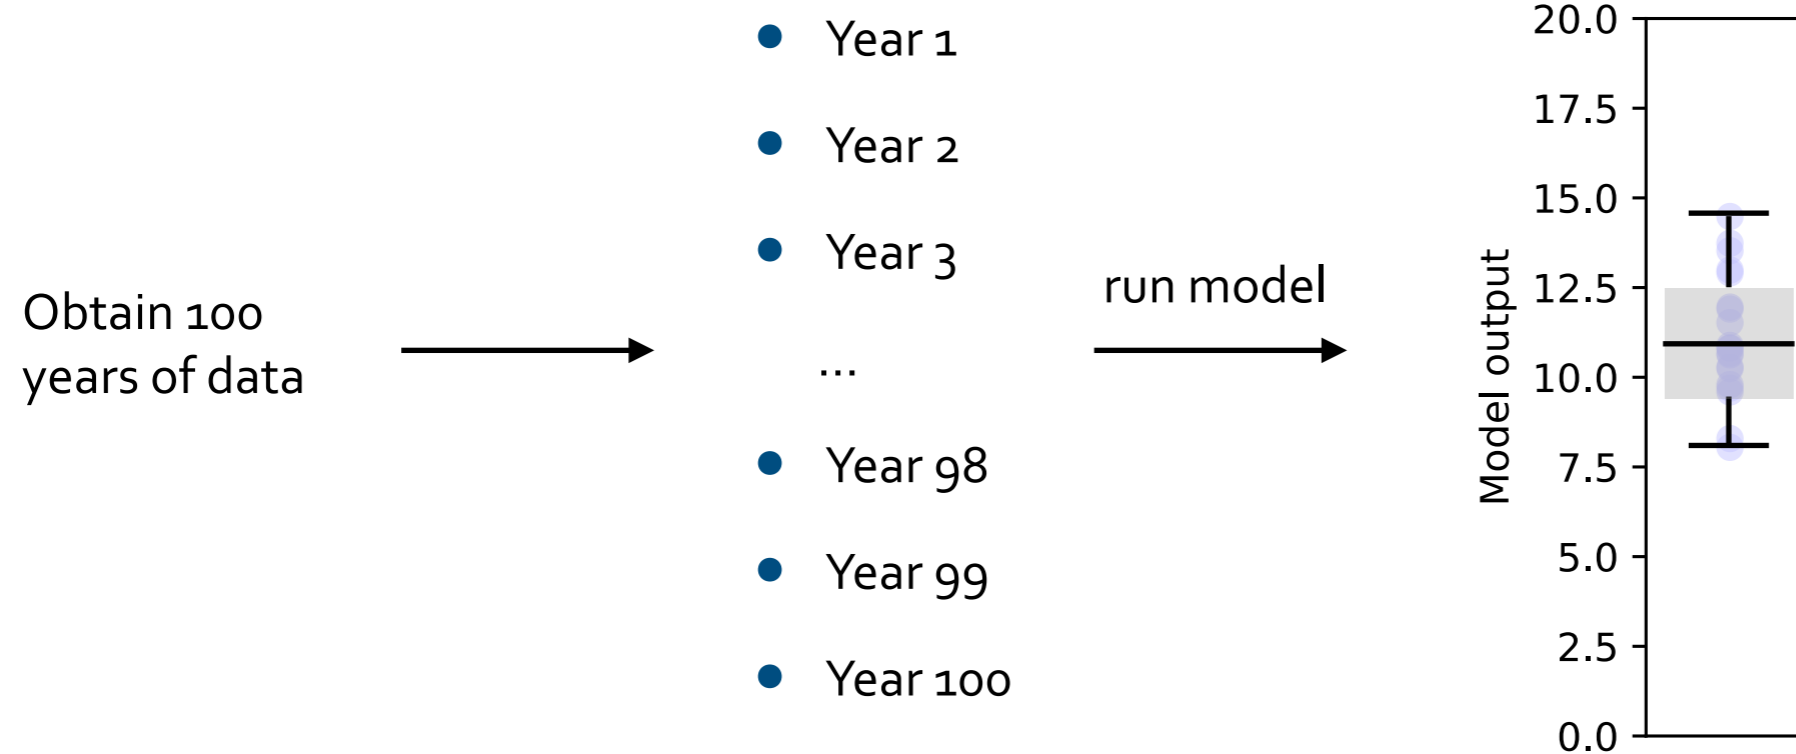 Obtain 100
years of data
Year 1
Year 2
Year 3
...
Year 98
Year 99
Year 100
run model
Model output
20.0
17.5
15.0
12.5
10.0
7.5
5.0
2.5
0.0